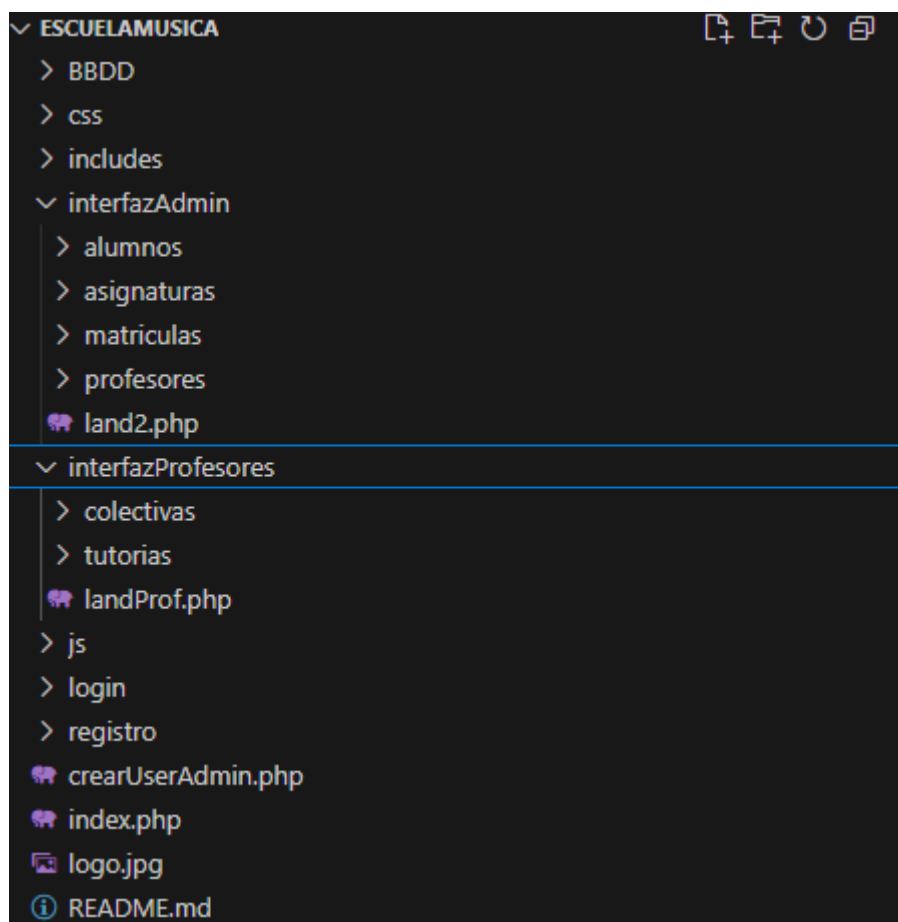 ESCUELAMUSICA
BBDD
css
includes
interfazAdmin
alumnos
asignaturas
matriculas
profesores
land2.php
interfazProfesores
colectivas
tutorias
landProf.php
js
login
registro
crearUserAdmin.php
index.php
logo.jpg
README.md